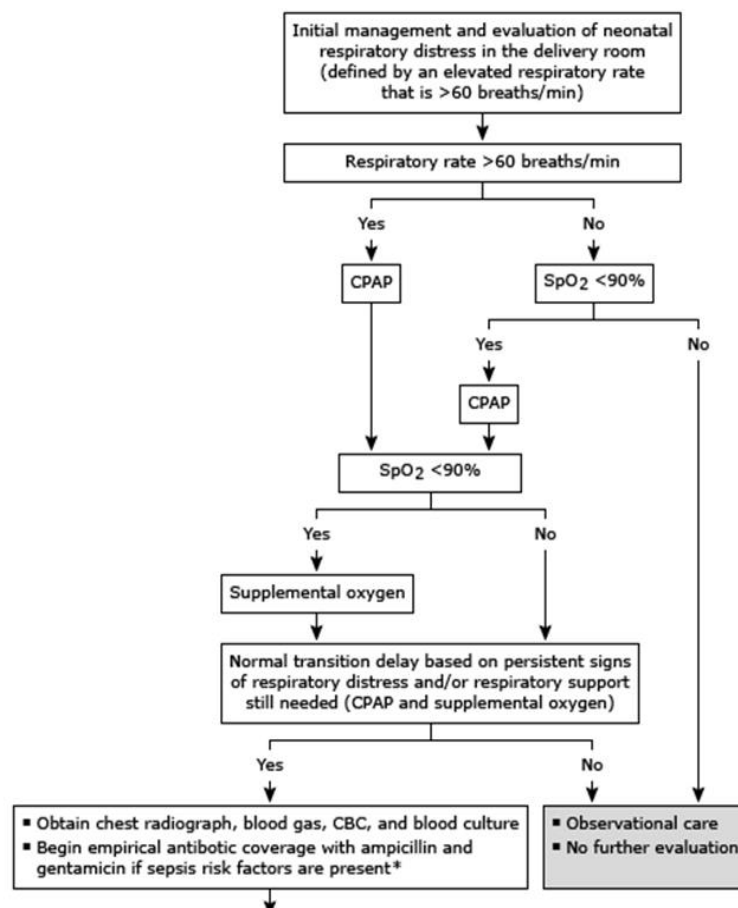 Initial management and evaluation of neonatal
respiratory distress in the delivery room
(defined by an elevated respiratory rate
that is >60 breaths/min)
Respiratory rate >60 breaths/min
Yes
No
CPAP
SpO₂ <90%
Yes
No
CPAP
SpO₂ <90%
Yes
No
Supplemental oxygen
Normal transition delay based on persistent signs
of respiratory distress and/or respiratory support
still needed (CPAP and supplemental oxygen)
Yes
No
▪ Obtain chest radiograph, blood gas, CBC, and blood culture
▪ Begin empirical antibotic coverage with ampicillin and
gentamicin if sepsis risk factors are present*
▪ Observational care
▪ No further evaluation